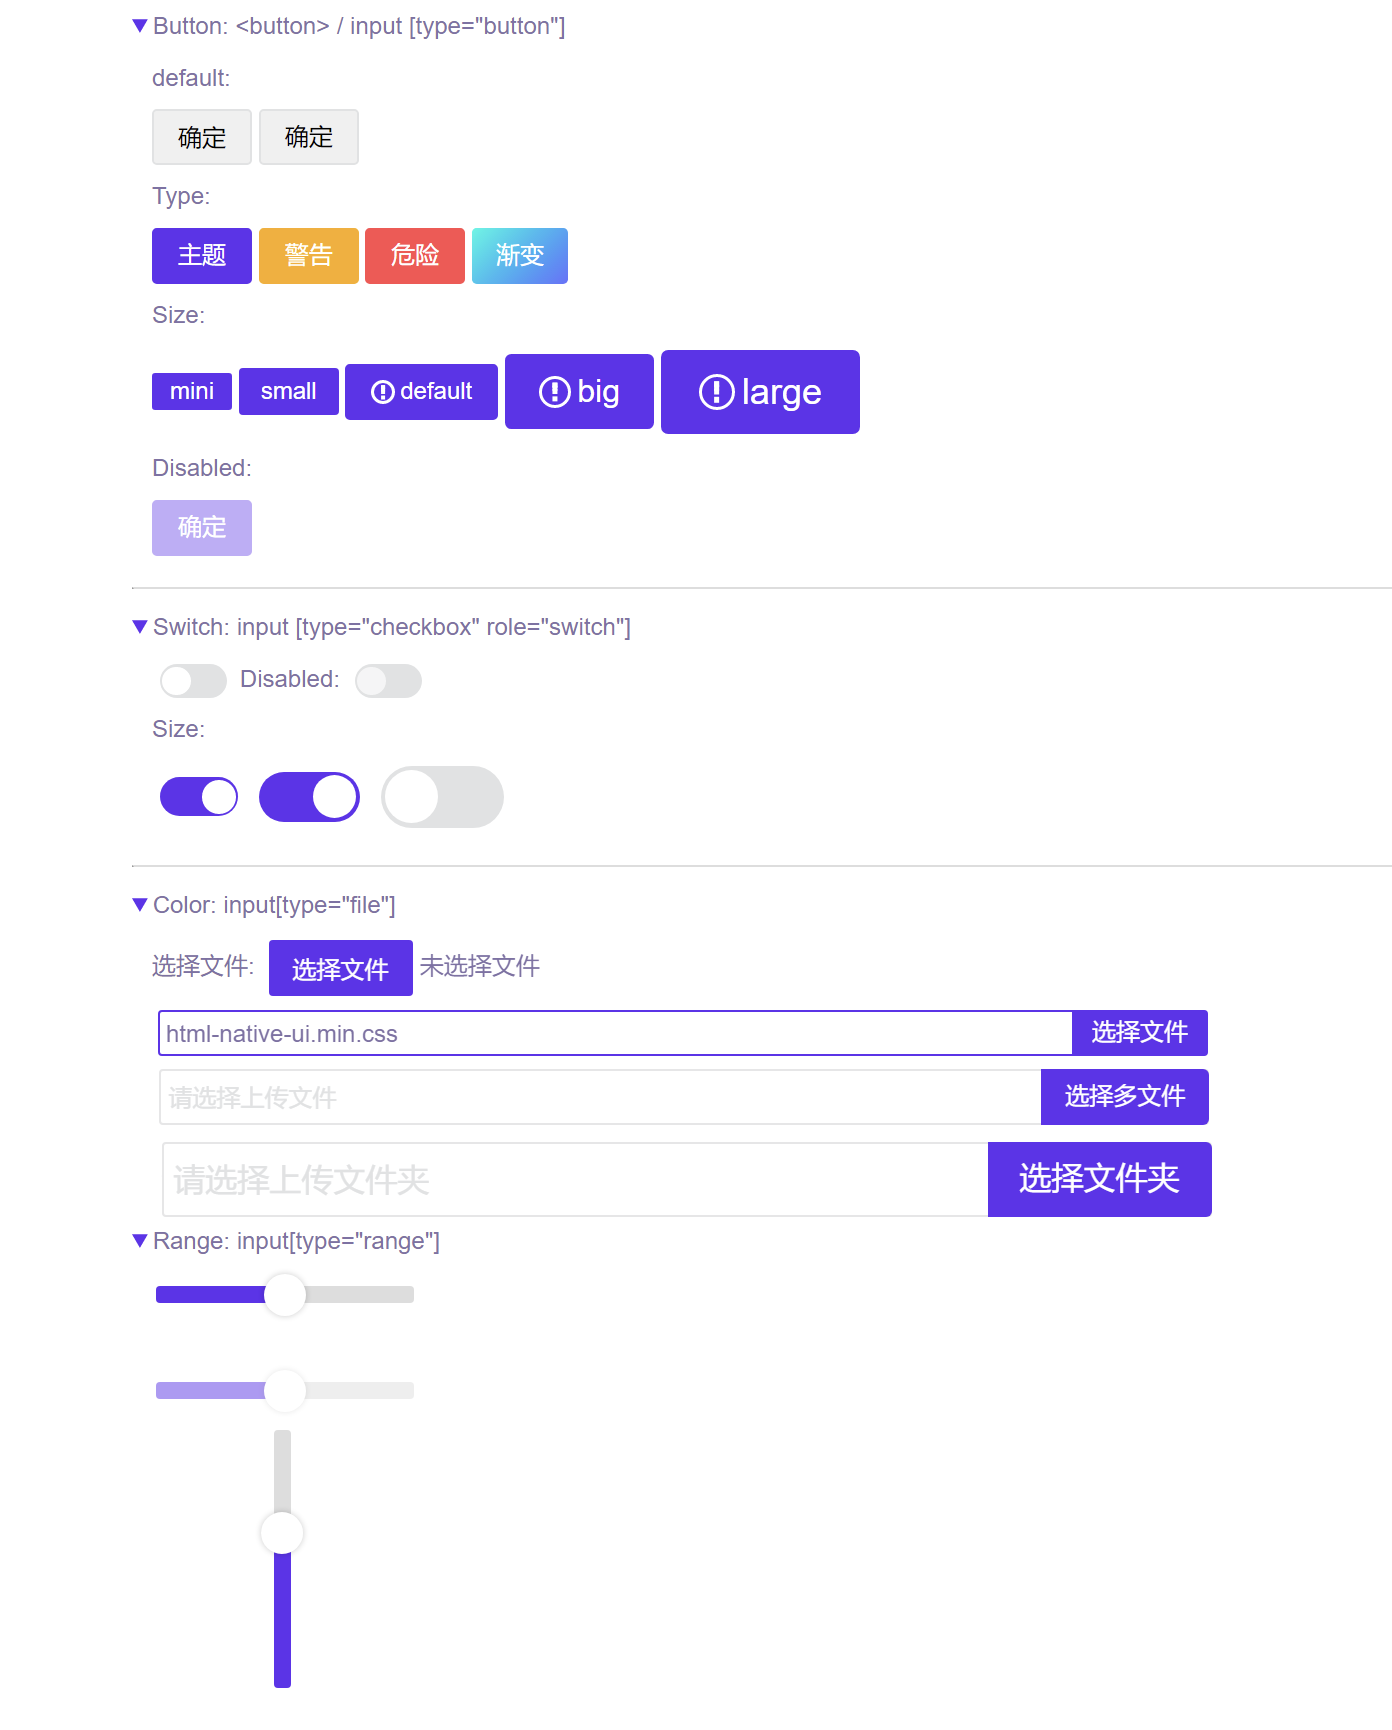 Button: <button> / input [type="button"]
default:
确定 确定
Type:
主题 警告 危险 渐变
Size:
mini small default big large
Disabled:
确定
Switch: input [type="checkbox" role="switch"]
Disabled:
Size:
Color: input[type="file"]
选择文件: 选择文件 未选择文件
html-native-ui.min.css 选择文件
请选择上传文件 选择多文件
请选择上传文件夹 选择文件夹
Range: input[type="range"]